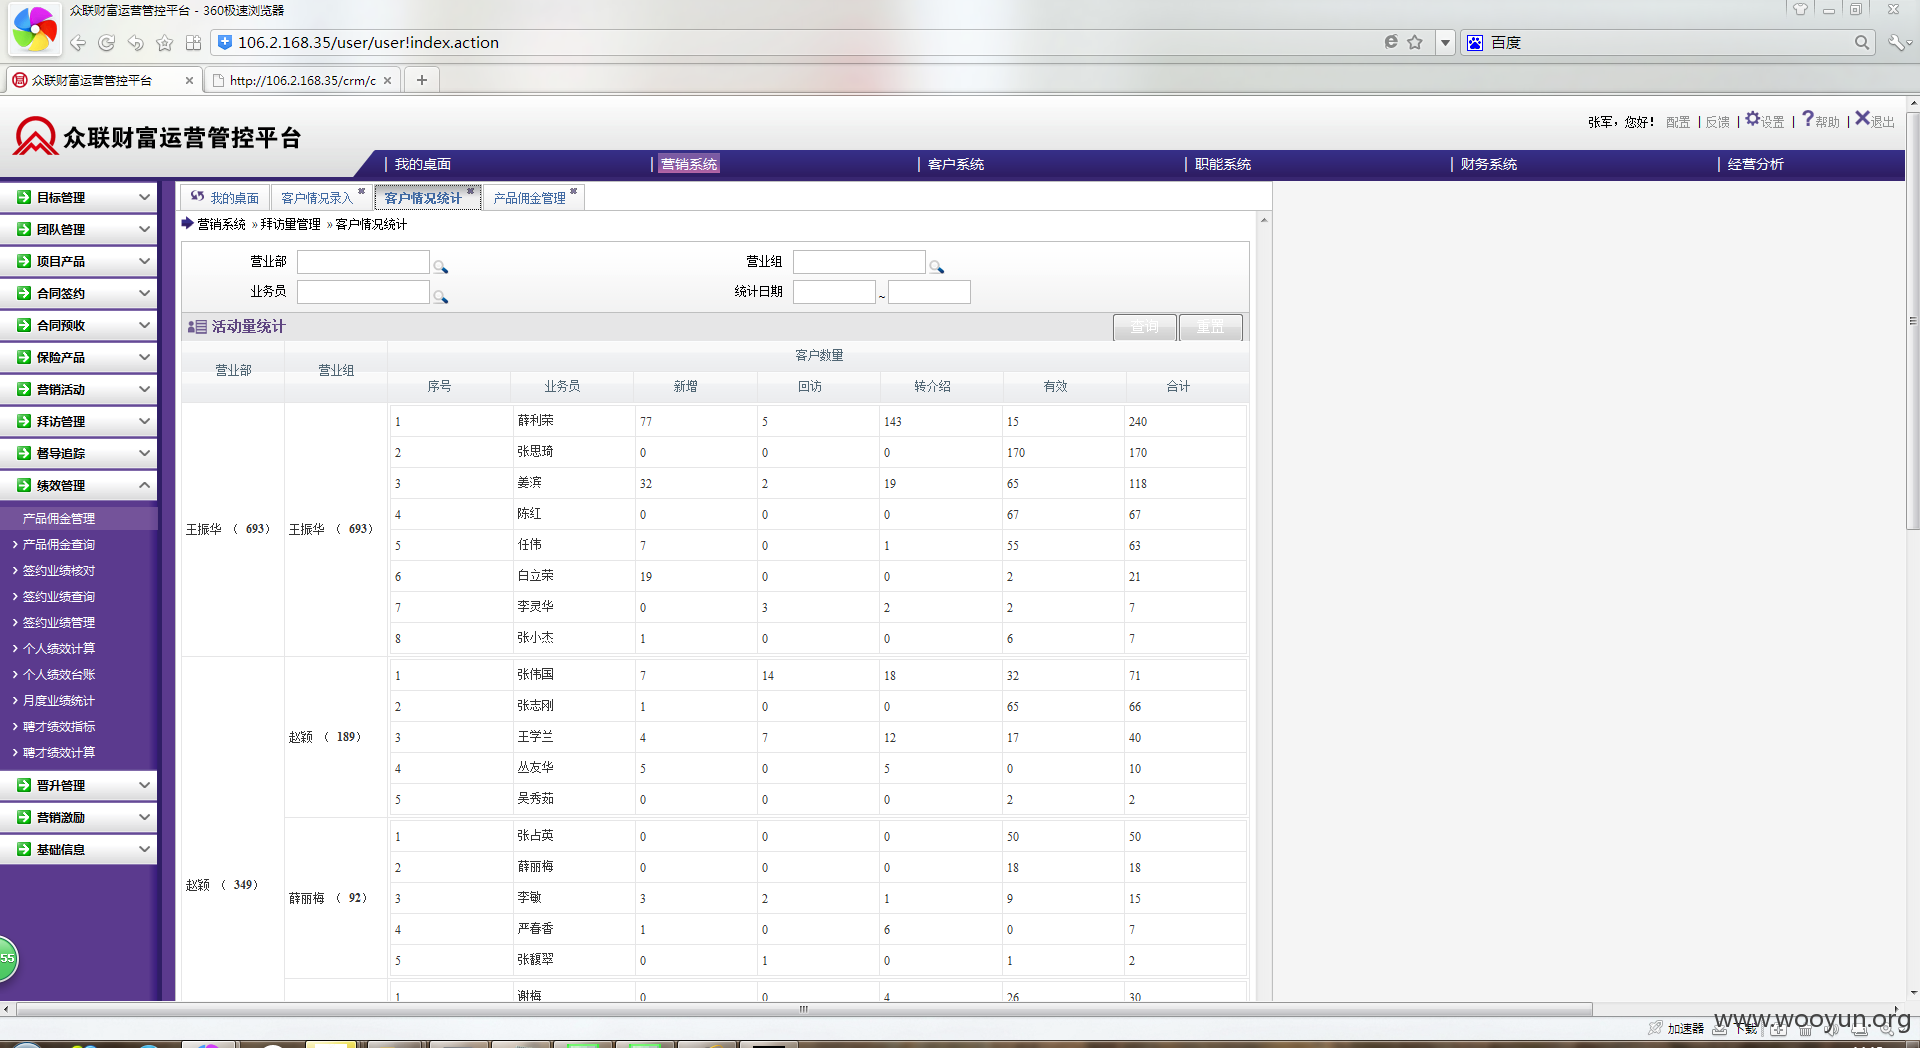 众联财富运营管控平台 - 360极速浏览器
106.2.168.35/user/user!index.action
百度
众联财富运营管控平台
http://106.2.168.35/crm/c
众联财富运营管控平台
张军，您好！ 配置 | 反馈 | 设置 | 帮助 | 退出
| 我的桌面 | 营销系统 | 客户系统 | 职能系统 | 财务系统 | 经营分析
目标管理
团队管理
项目产品
合同签约
合同预收
保险产品
营销活动
拜访管理
督导追踪
绩效管理
产品佣金管理
产品佣金查询
签约业绩核对
签约业绩查询
签约业绩管理
个人绩效计算
个人绩效台账
月度业绩统计
聘才绩效指标
聘才绩效计算
晋升管理
营销激励
基础信息
55
我的桌面 客户情况录入 客户情况统计 产品佣金管理
营销系统 » 拜访量管理 » 客户情况统计
营业部 营业组
业务员 统计日期 ~
活动量统计 查询 重置
营业部 营业组 客户数量
序号 业务员 新增 回访 转介绍 有效 合计
王振华 （ 693） 王振华 （ 693）
1 薛利荣 77 5 143 15 240
2 张思琦 0 0 0 170 170
3 姜滨 32 2 19 65 118
4 陈红 0 0 0 67 67
5 任伟 7 0 1 55 63
6 白立荣 19 0 0 2 21
7 李灵华 0 3 2 2 7
8 张小杰 1 0 0 6 7
赵颖 （ 349）
赵颖 （ 189）
1 张伟国 7 14 18 32 71
2 张志刚 1 0 0 65 66
3 王学兰 4 7 12 17 40
4 丛友华 5 0 5 0 10
5 吴秀茹 0 0 0 2 2
薛丽梅 （ 92）
1 张占英 0 0 0 50 50
2 薛丽梅 0 0 0 18 18
3 李敏 3 2 1 9 15
4 严春香 1 0 6 0 7
5 张馥翠 0 1 0 1 2
1 谢梅 0 0 4 26 30
加速器 下载
www.wooyun.org